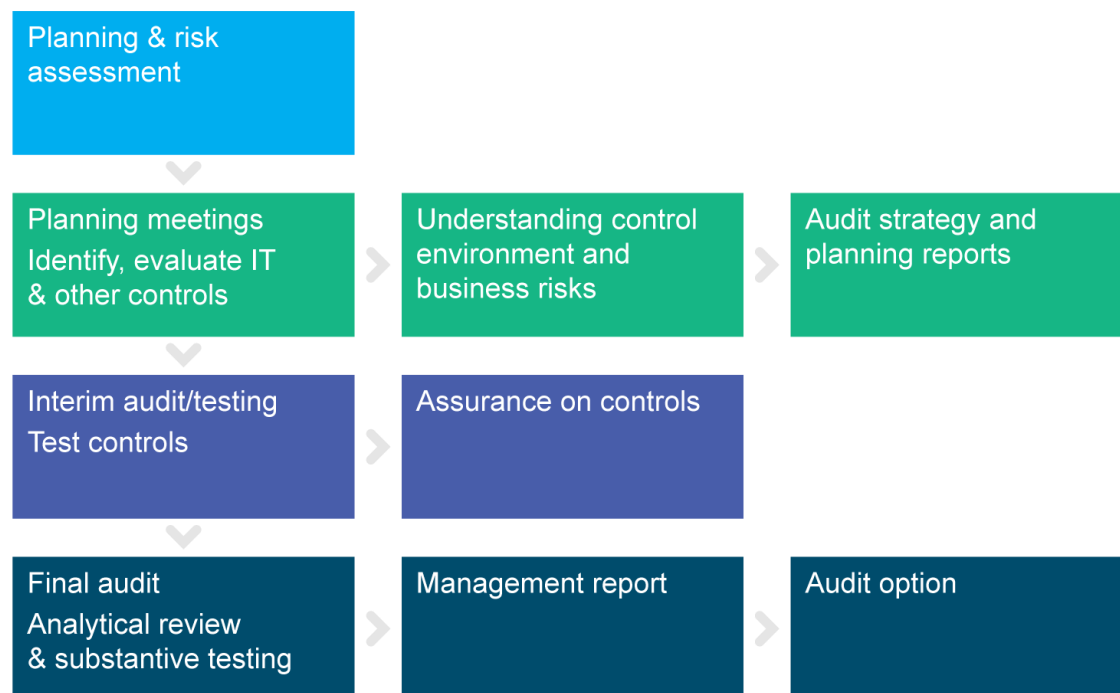 Planning & risk
assessment
Planning meetings
Identify, evaluate IT
& other controls
Understanding control
environment and
business risks
Audit strategy and
planning reports
Interim audit/testing
Test controls
Assurance on controls
Final audit
Analytical review
& substantive testing
Management report
Audit option